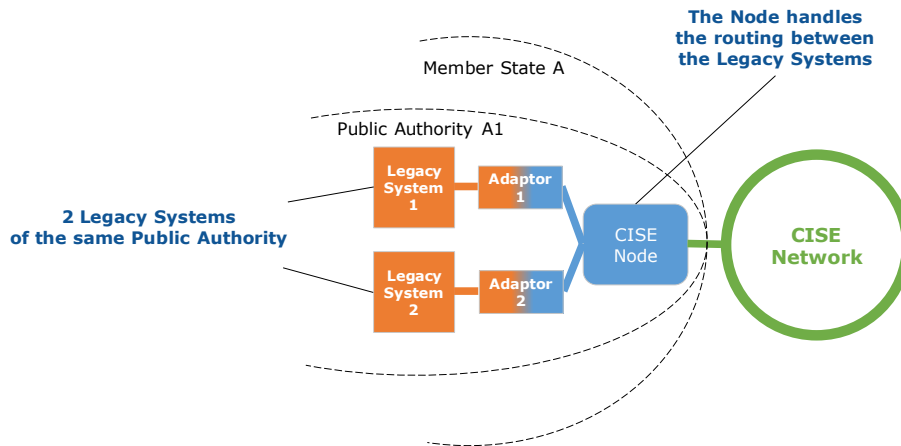 The Node handles
the routing between
the Legacy Systems
Member State A
Public Authority A1
Legacy
System
1
Adaptor
1
2 Legacy Systems
of the same Public Authority
CISE
Node
CISE
Network
Legacy
System
2
Adaptor
2